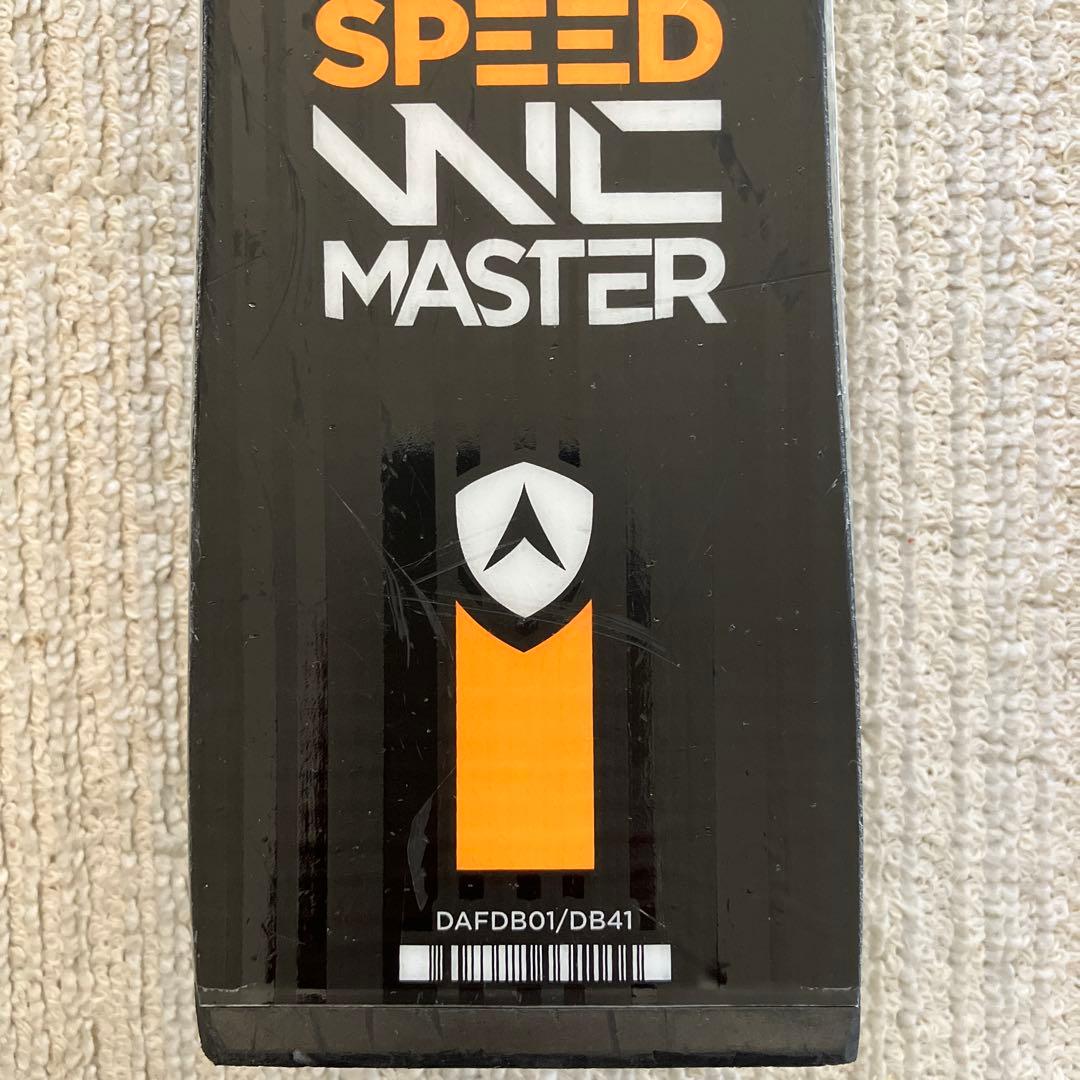 SPEED
WC
MASTER
DAFDB01/DB41